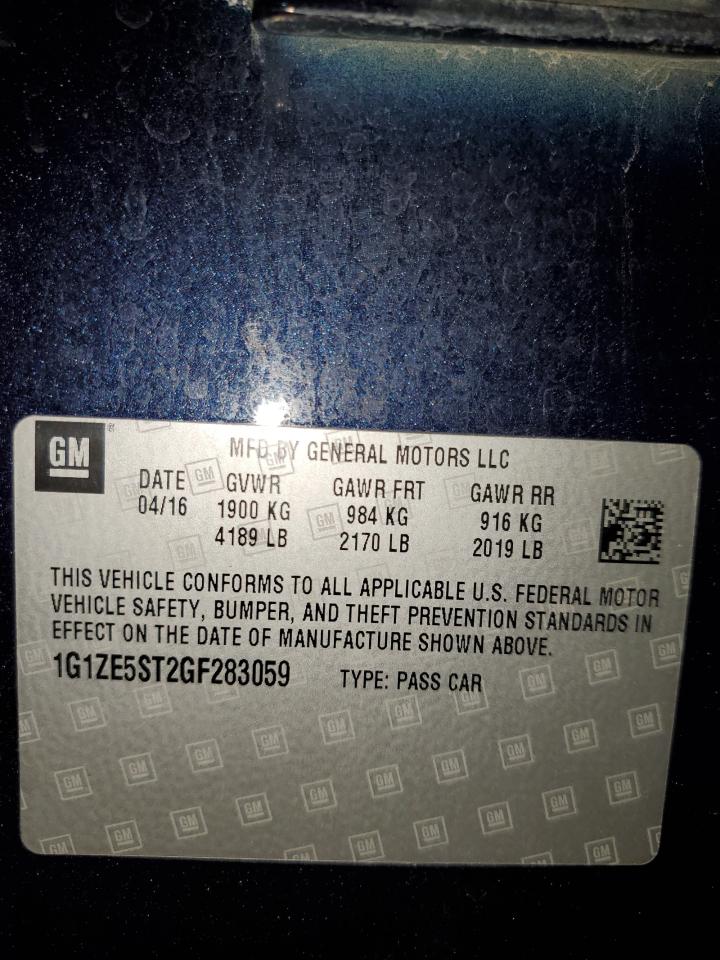 GM
MFD BY GENERAL MOTORS LLC
DATE GVWR GAWR FRT GAWR RR
04/16 1900 KG 984 KG 916 KG
4189 LB 2170 LB 2019 LB
THIS VEHICLE CONFORMS TO ALL APPLICABLE U.S. FEDERAL MOTOR
VEHICLE SAFETY, BUMPER, AND THEFT PREVENTION STANDARDS IN
EFFECT ON THE DATE OF MANUFACTURE SHOWN ABOVE.
1G1ZE5ST2GF283059 TYPE: PASS CAR